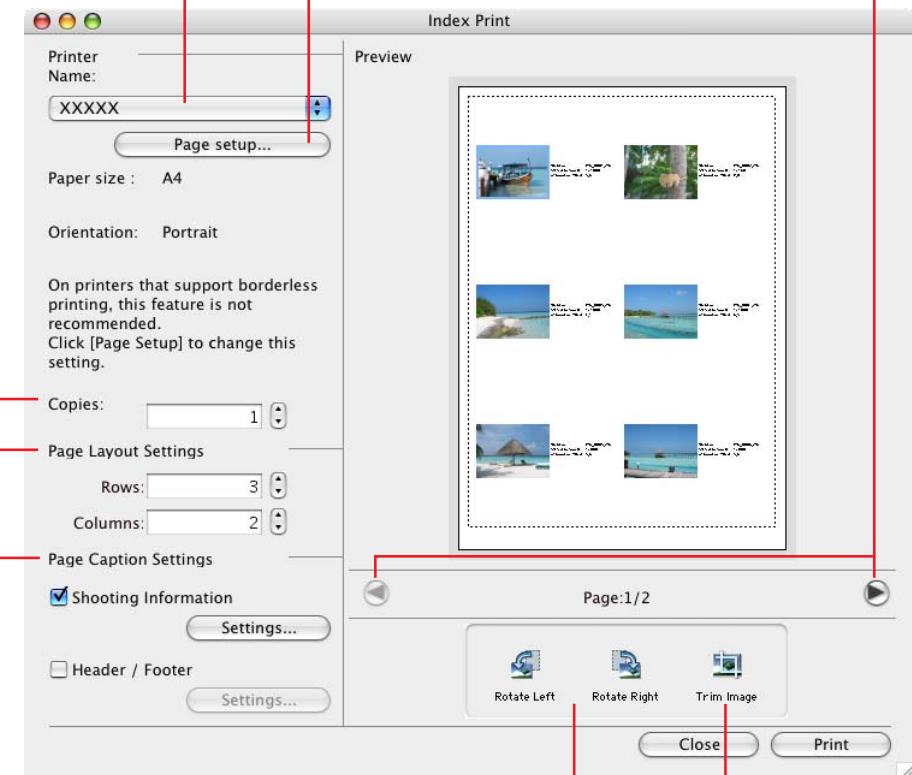 Index Print
Printer
Name:
XXXXX
Page setup...
Paper size : A4
Orientation: Portrait
On printers that support borderless
printing, this feature is not
recommended.
Click [Page Setup] to change this
setting.
Copies:
1
Page Layout Settings
Rows: 3
Columns: 2
Page Caption Settings
Shooting Information
Settings...
Header / Footer
Settings...
Preview
Page:1/2
Rotate Left
Rotate Right
Trim Image
Close
Print